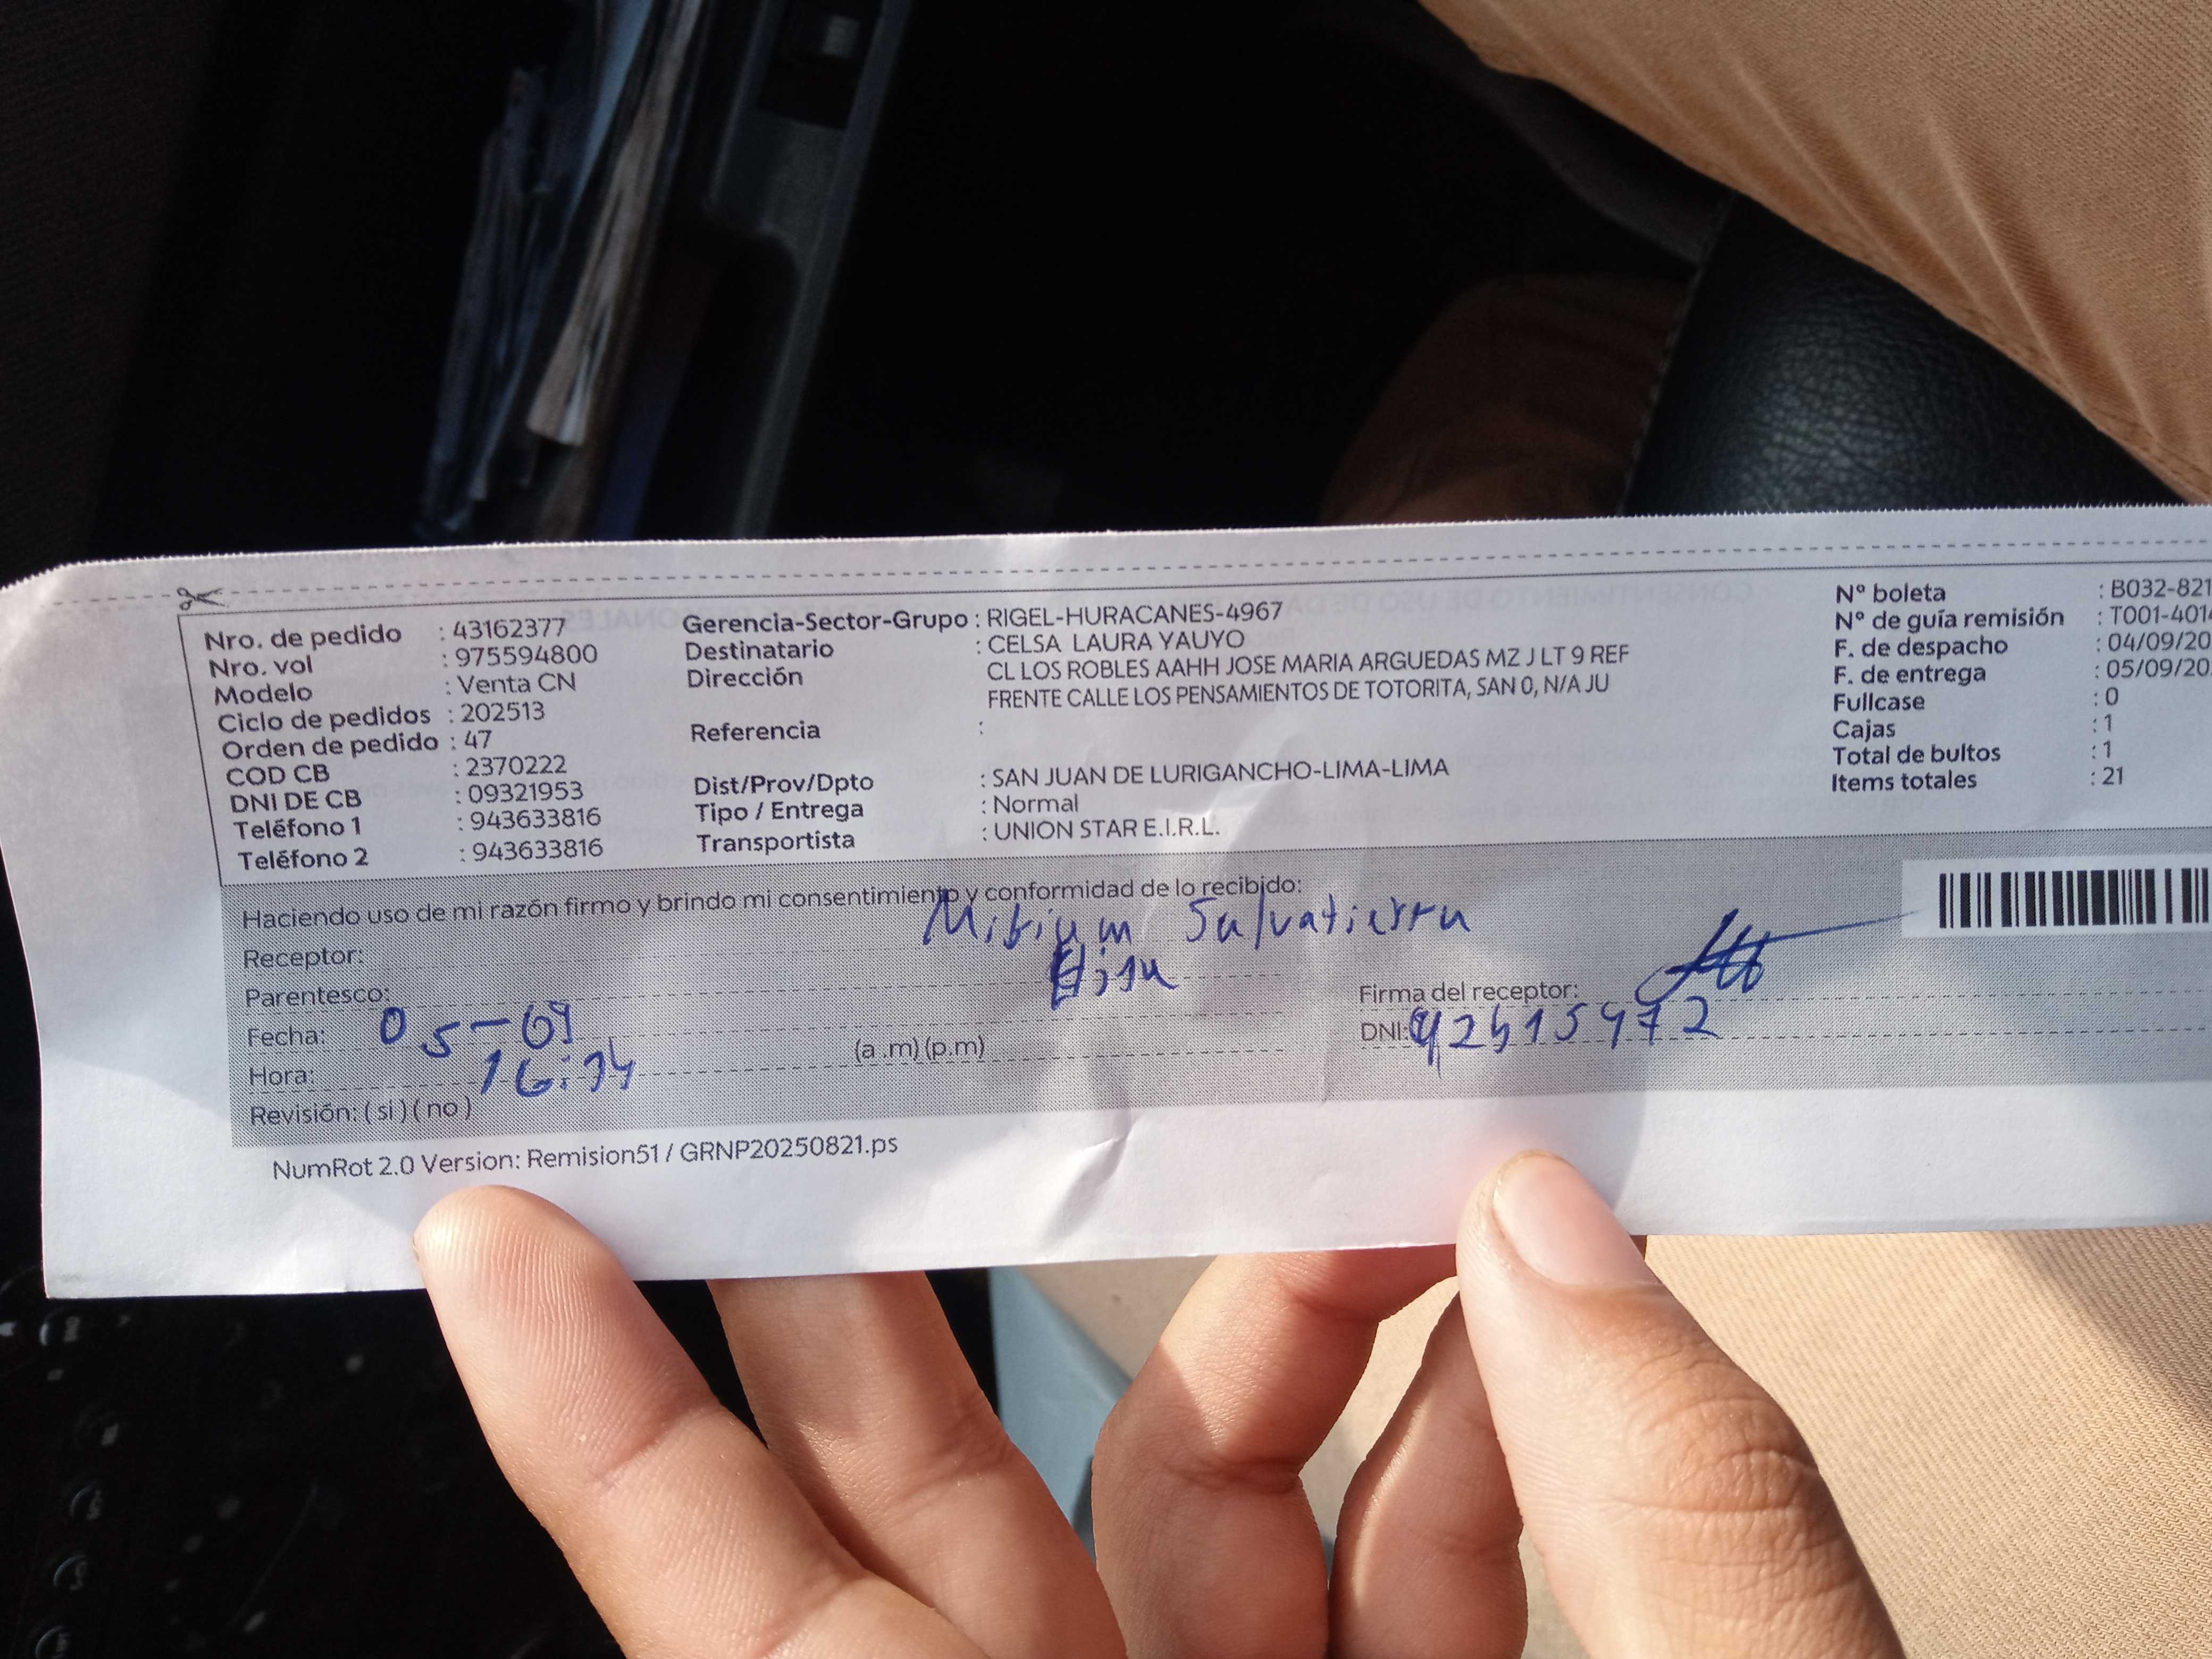 Nro. de pedido : 43162377
Nro. vol : 975594800
Modelo : Venta CN
Ciclo de pedidos : 202513
Orden de pedido : 47
COD CB : 2370222
DNI DE CB : 09321953
Teléfono 1 : 943633816
Teléfono 2 : 943633816
Gerencia-Sector-Grupo : RIGEL-HURACANES-4967
Destinatario : CELSA LAURA YAUYO
Dirección CL LOS ROBLES AAHH JOSE MARIA ARGUEDAS MZ J LT 9 REF
FRENTE CALLE LOS PENSAMIENTOS DE TOTORITA, SAN 0, N/A JU
Referencia :
Dist/Prov/Dpto : SAN JUAN DE LURIGANCHO-LIMA-LIMA
Tipo / Entrega : Normal
Transportista : UNION STAR E.I.R.L.
Nº boleta : B032-821
Nº de guía remisión : T001-4014
F. de despacho : 04/09/20
F. de entrega : 05/09/20
Fullcase : 0
Cajas : 1
Total de bultos : 1
Items totales : 21
Haciendo uso de mi razón firmo y brindo mi consentimiento y conformidad de lo recibido:
Receptor: Miriam Salvatierra
Parentesco: Hija
Fecha: 05-09
Hora: 16:14 (a .m) (p.m)
Revisión: ( si ) ( no )
Firma del receptor:
DNI: 42515472
NumRot 2.0 Version: Remision51 / GRNP20250821.ps